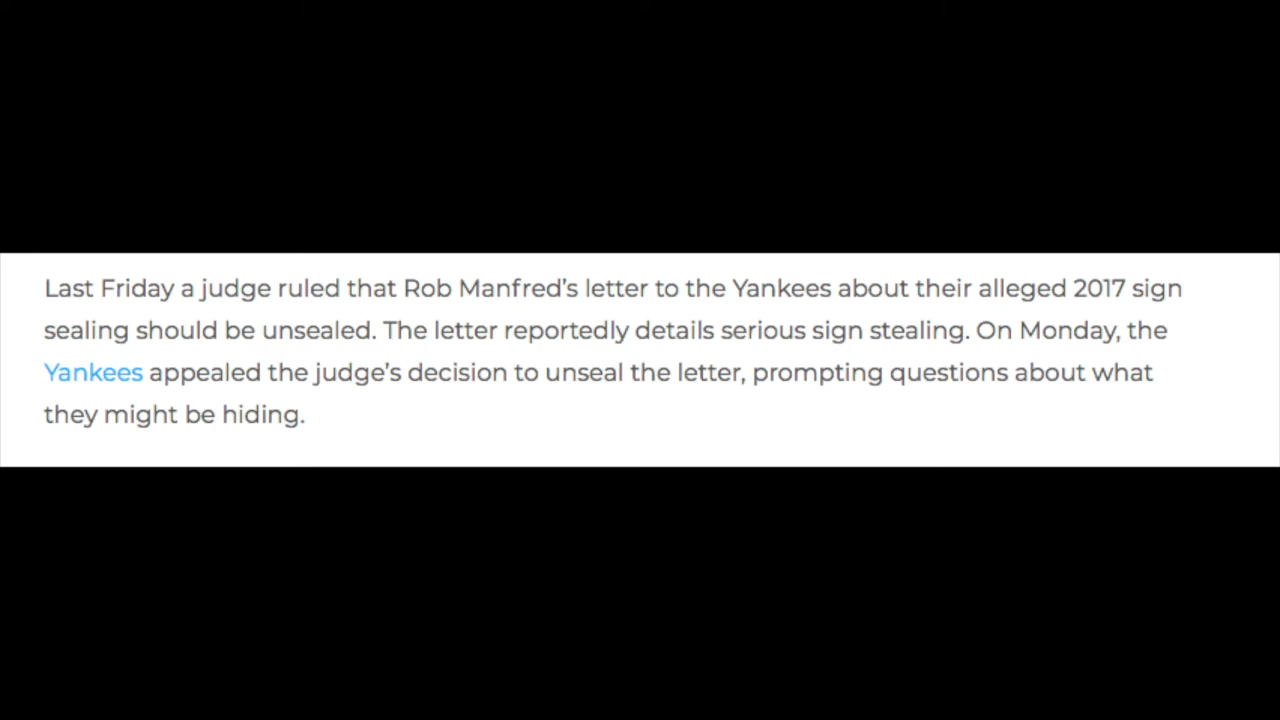 Last Friday a judge ruled that Rob Manfred’s letter to the Yankees about their alleged 2017 sign
sealing should be unsealed. The letter reportedly details serious sign stealing. On Monday, the
Yankees appealed the judge’s decision to unseal the letter, prompting questions about what
they might be hiding.